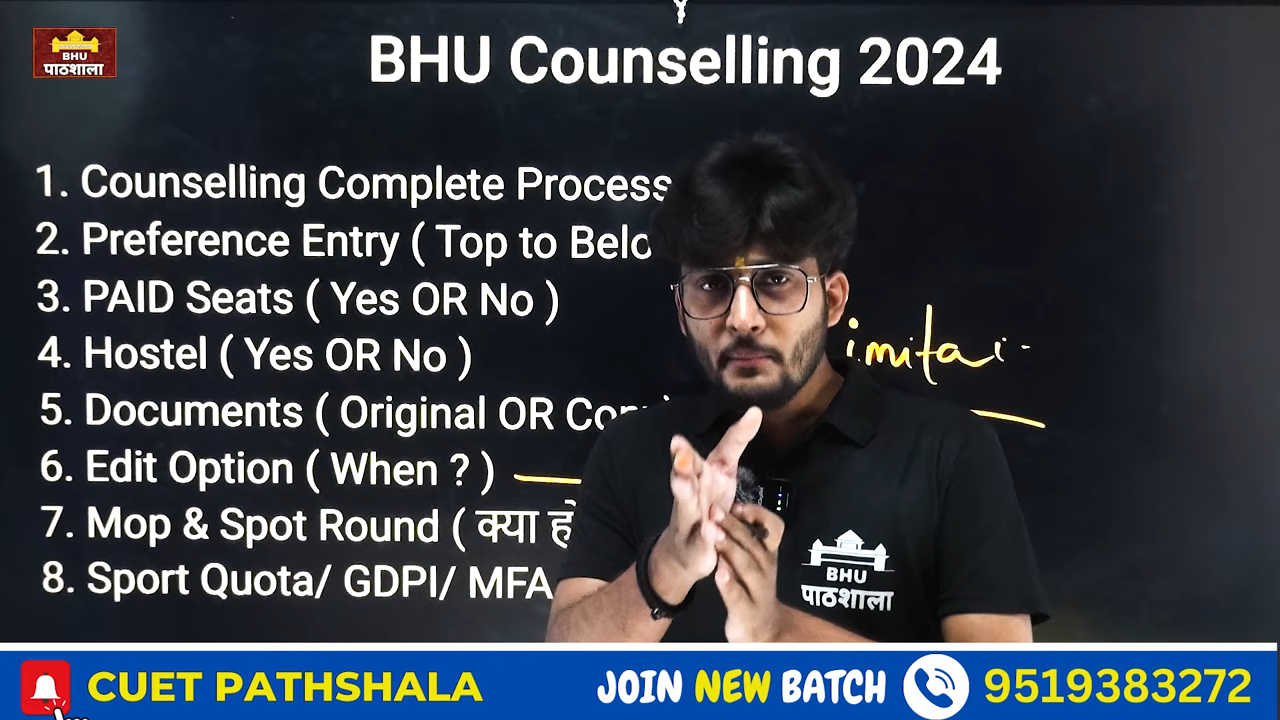 BHU
पाठशाला
BHU Counselling 2024
1. Counselling Complete Process
2. Preference Entry ( Top to Belo
3. PAID Seats ( Yes OR No )
4. Hostel ( Yes OR No )
5. Documents ( Original OR
6. Edit Option ( When ? )
7. Mop & Spot Round ( क्या
8. Sport Quota/ GDPI/ MFA
BHU
पाठशाला
CUET PATHSHALA
JOIN NEW BATCH
9519383272